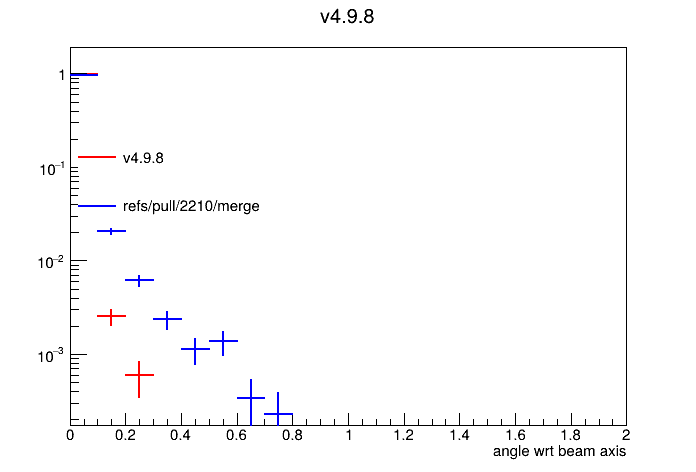 v4.9.8
1
10⁻¹
10⁻²
10⁻³
v4.9.8
refs/pull/2210/merge
0 0.2 0.4 0.6 0.8 1 1.2 1.4 1.6 1.8 2
angle wrt beam axis